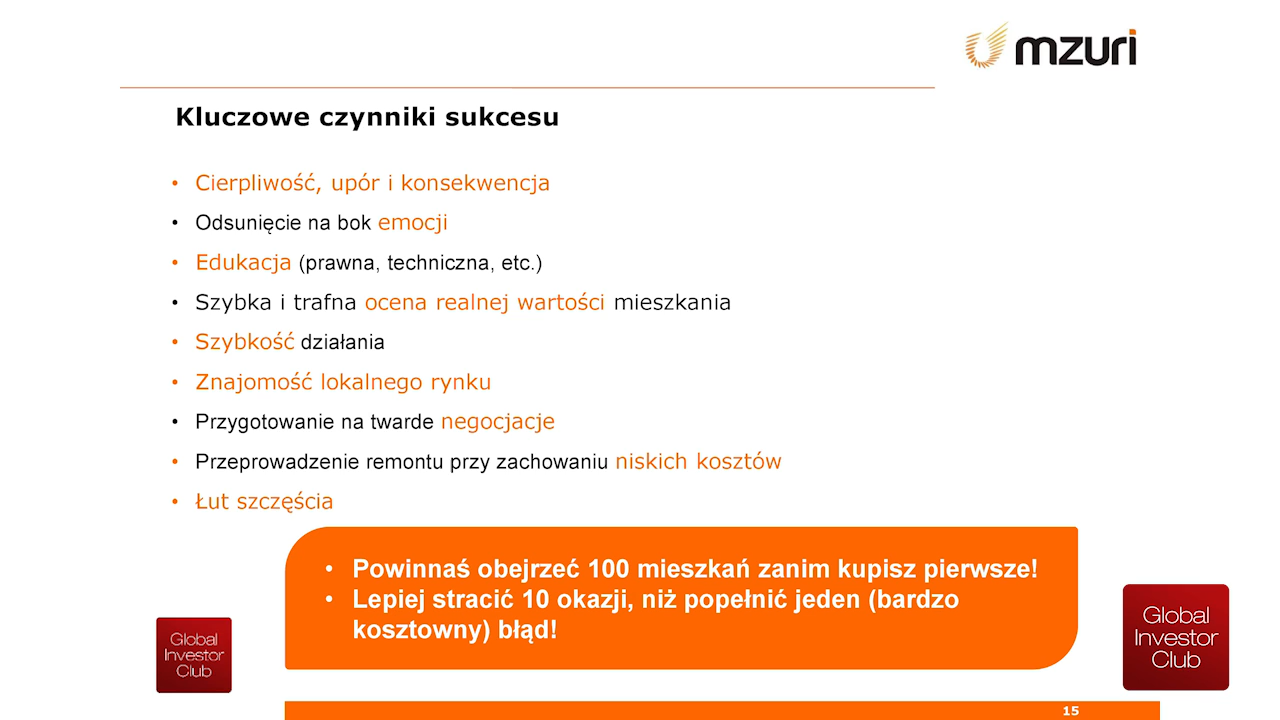 mzuri
Kluczowe czynniki sukcesu
• Cierpliwość, upór i konsekwencja
• Odsunięcie na bok emocji
• Edukacja (prawna, techniczna, etc.)
• Szybka i trafna ocena realnej wartości mieszkania
• Szybkość działania
• Znajomość lokalnego rynku
• Przygotowanie na twarde negocjacje
• Przeprowadzenie remontu przy zachowaniu niskich kosztów
• Łut szczęścia
• Powinnaś obejrzeć 100 mieszkań zanim kupisz pierwsze!
• Lepiej stracić 10 okazji, niż popełnić jeden (bardzo
kosztowny) błąd!
Global
Investor
Club
Global
Investor
Club
15